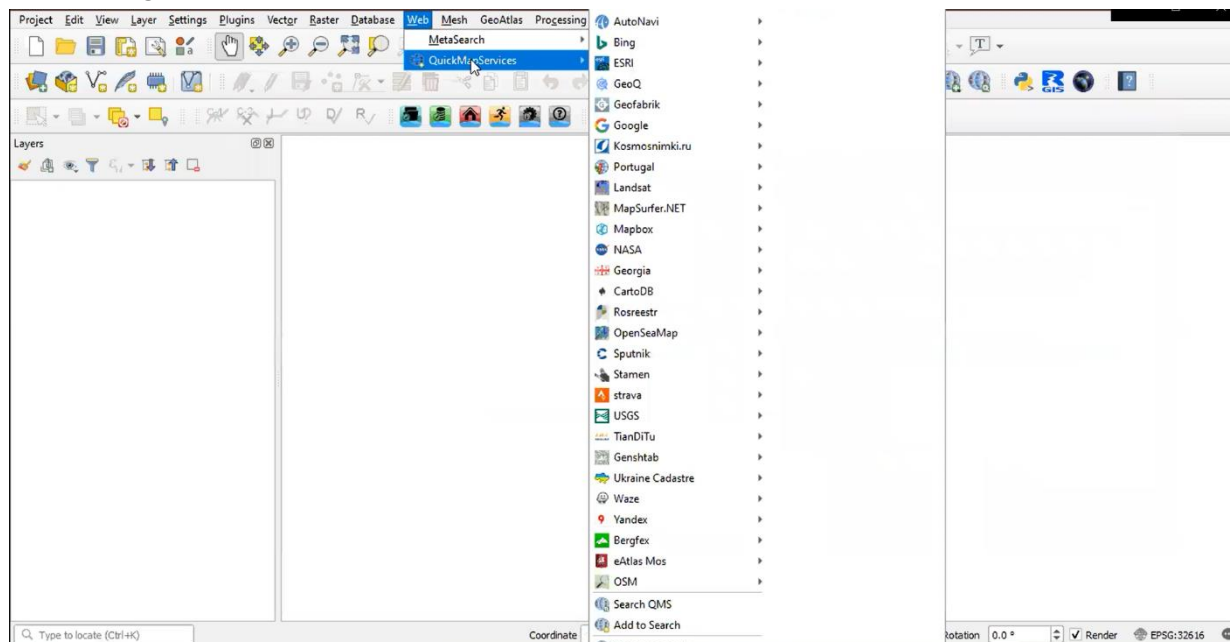 Project Edit View Layer Settings Plugins Vector Raster Database Web Mesh GeoAtlas Processing
MetaSearch
QuickMapServices
AutoNavi
Bing
ESRI
GeoQ
Geofabrik
Google
Kosmosnimki.ru
Portugal
Landsat
MapSurfer.NET
Mapbox
NASA
Georgia
CartoDB
Rosreestr
OpenSeaMap
Sputnik
Stamen
strava
USGS
TianDiTu
Genshtab
Ukraine Cadastre
Waze
Yandex
Bergfex
eAtlas Mos
OSM
Search QMS
Add to Search
Layers
Type to locate (Ctrl+K)
Coordinate
Rotation 0.0 ° Render EPSG:32616